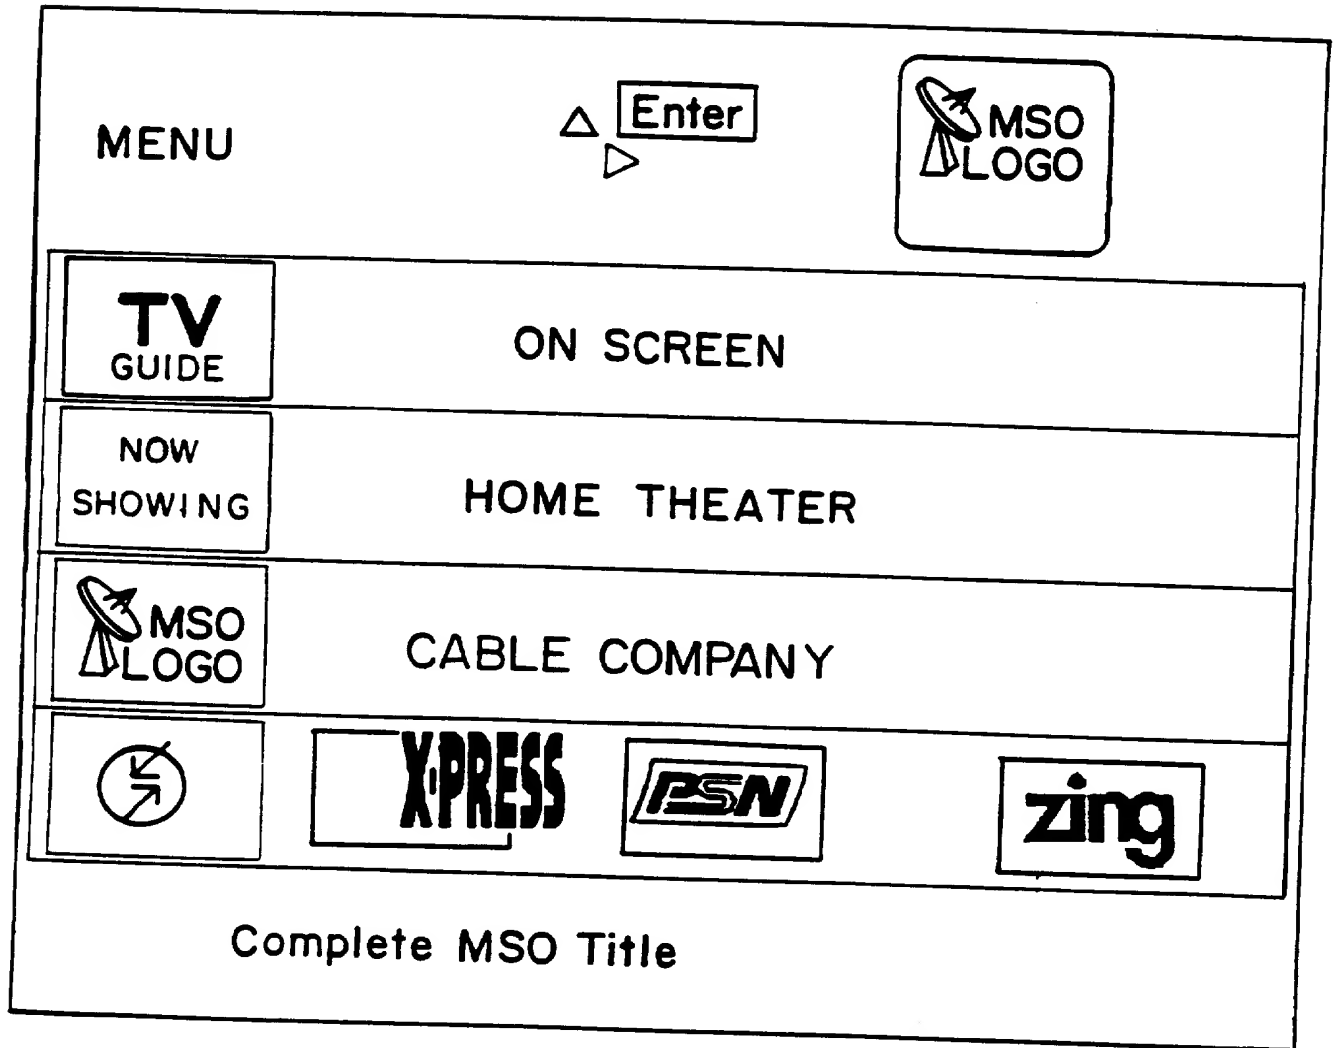 MENU
Enter
MSO
LOGO
TV
GUIDE
ON SCREEN
NOW
SHOWING
HOME THEATER
MSO
LOGO
CABLE COMPANY
X·PRESS
PSN
zing
Complete MSO Title